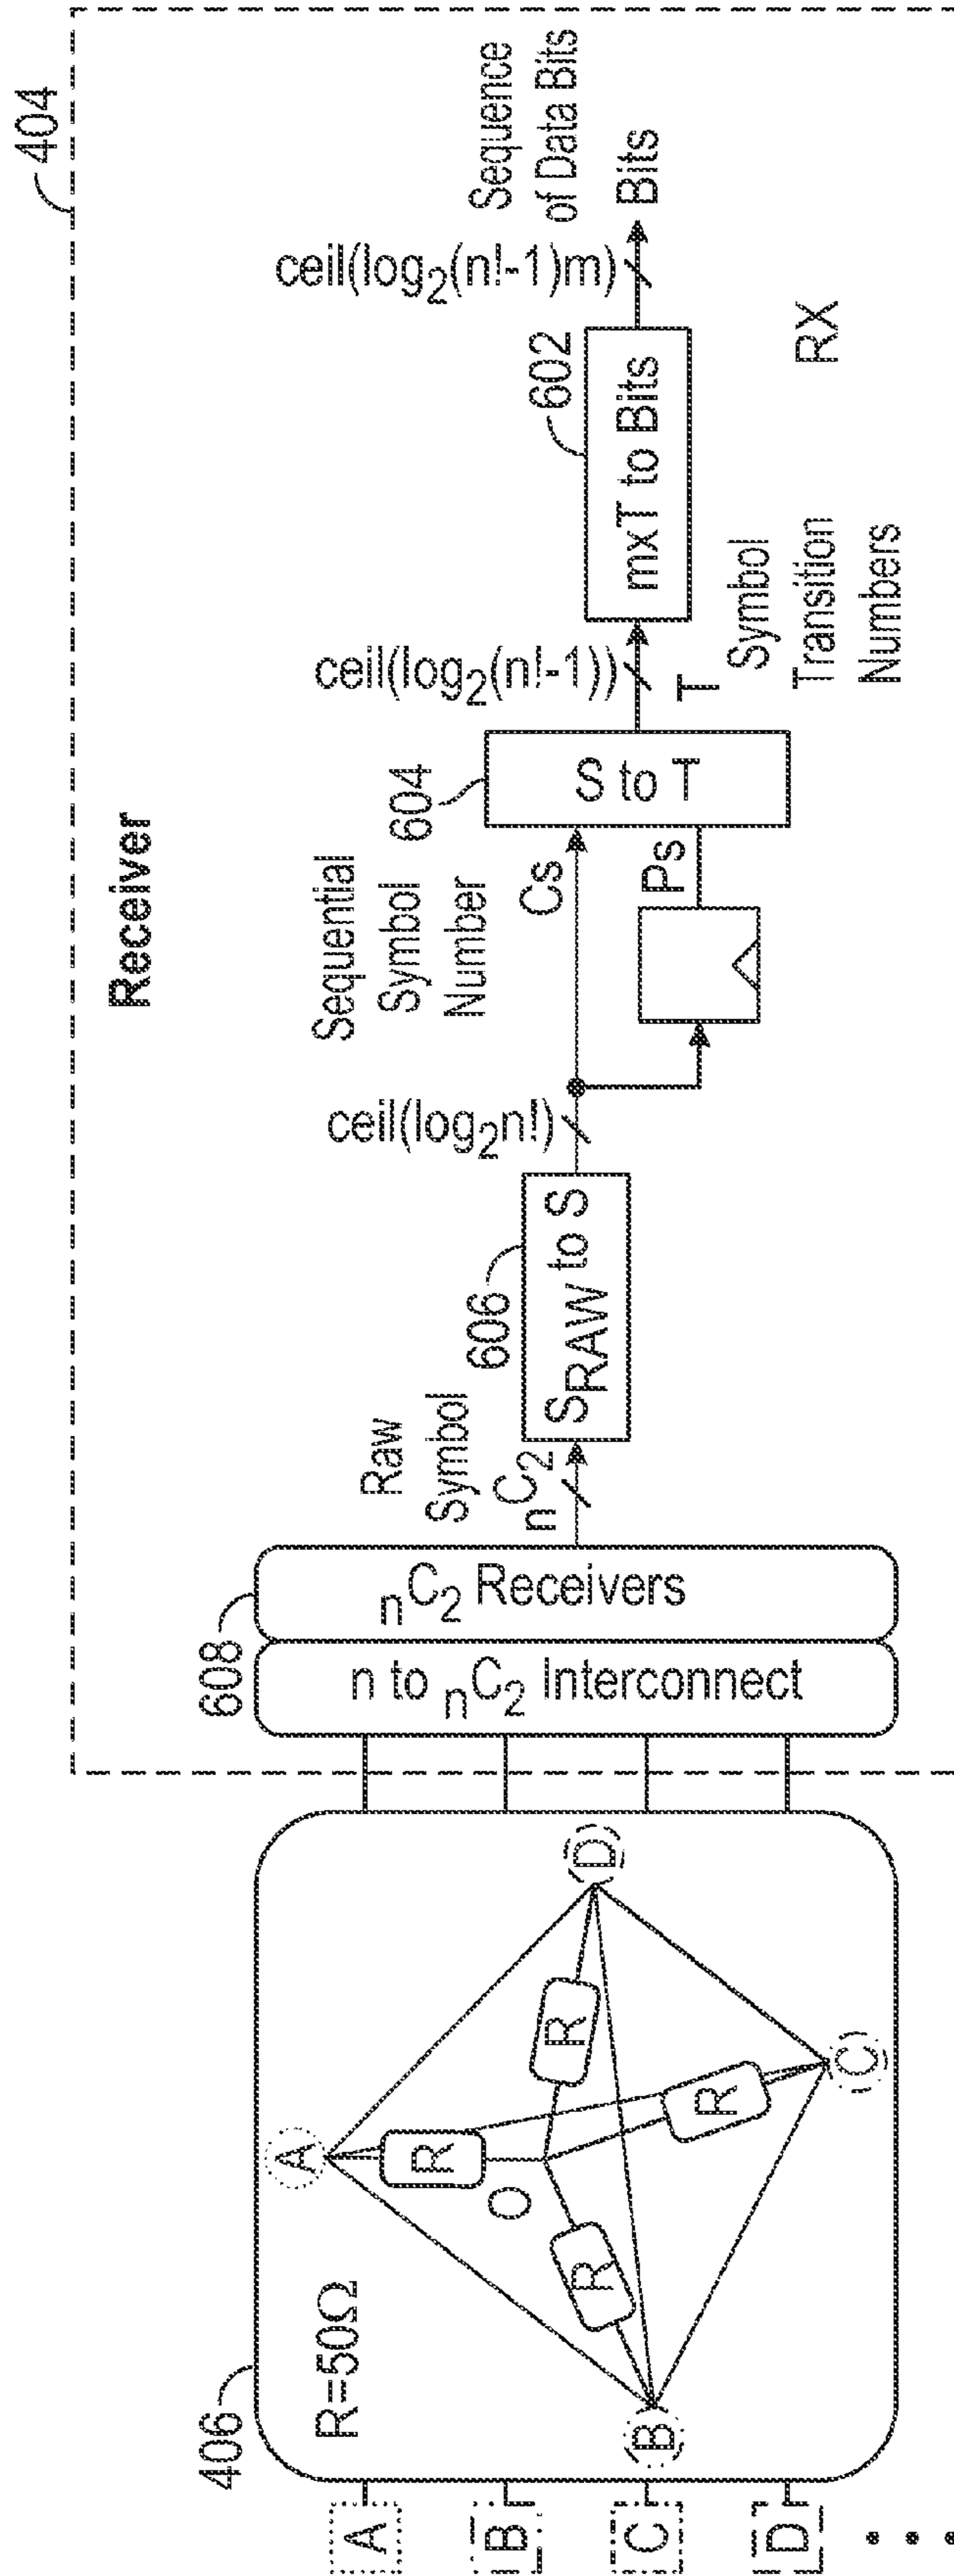 404
Receiver
406
R=50Ω
A
B
C
D
A
R
O
R
R
R
B
C
D
608
n to nC2 Interconnect
nC2 Receivers
Raw
Symbol
nC2
606
SRAW to S
ceil(log2n!)
Sequential
Symbol
Number
Cs
Ps
604
S to T
ceil(log2(n!-1))
T
Symbol
Transition
Numbers
602
mxT to Bits
ceil(log2(n!-1)m)
Sequence
of Data Bits
Bits
RX